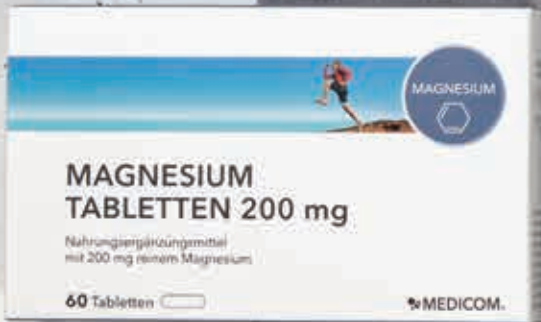 MAGNESIUM
MAGNESIUM
TABLETTEN 200 mg
Nahrungsergänzungsmittel
mit 200 mg reinem Magnesium
60 Tabletten
MEDICOM®